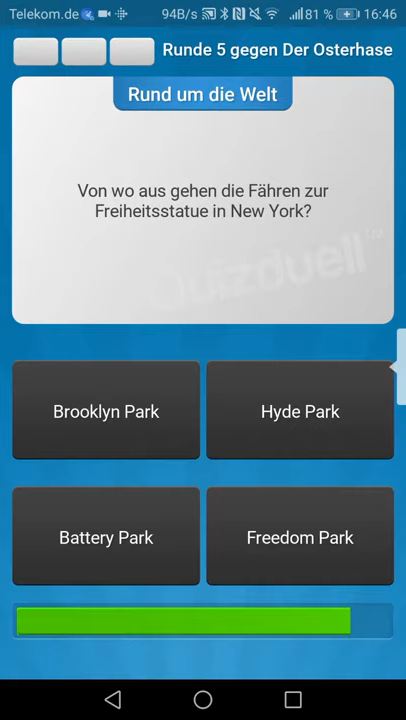 Telekom.de 94B/s 81 % 16:46
Runde 5 gegen Der Osterhase
Rund um die Welt
Von wo aus gehen die Fähren zur
Freiheitsstatue in New York?
Quizduell™
Brooklyn Park
Hyde Park
Battery Park
Freedom Park